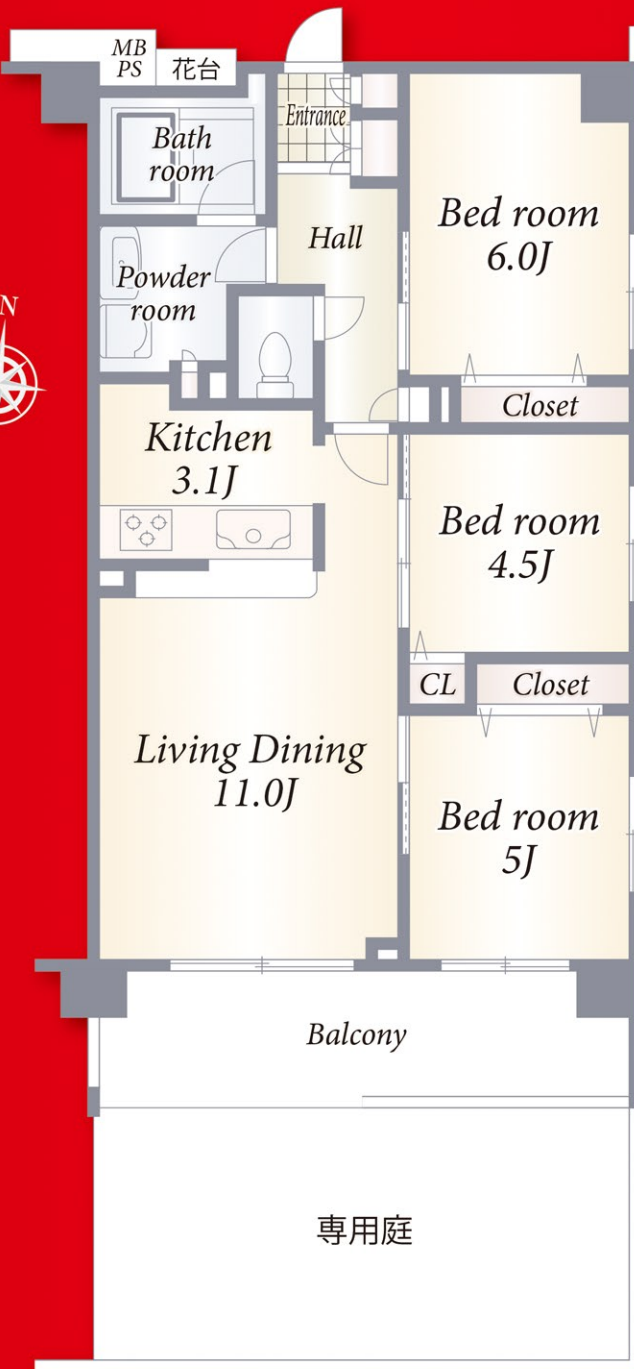 MB
PS
花台
Entrance
Bath
room
Bed room
6.0J
Hall
Powder
room
N
Closet
Kitchen
3.1J
Bed room
4.5J
CL
Closet
Living Dining
11.0J
Bed room
5J
Balcony
専用庭